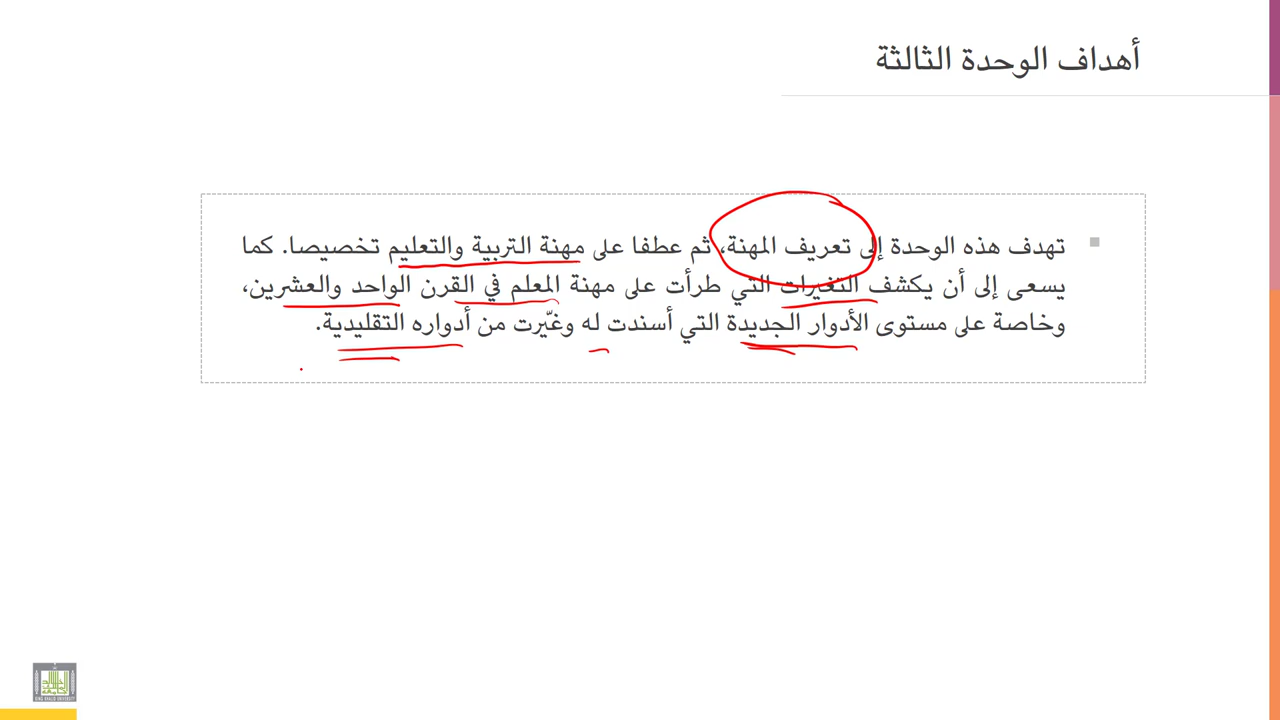 أهداف الوحدة الثالثة
تهدف هذه الوحدة إلى تعريف المهنة، ثم عطفا على مهنة التربية والتعليم تخصيصا. كما
يسعى إلى أن يكشف التغيرات التي طرأت على مهنة المعلم في القرن الواحد والعشرين،
وخاصة على مستوى الأدوار الجديدة التي أسندت له وغيّرت من أدواره التقليدية.